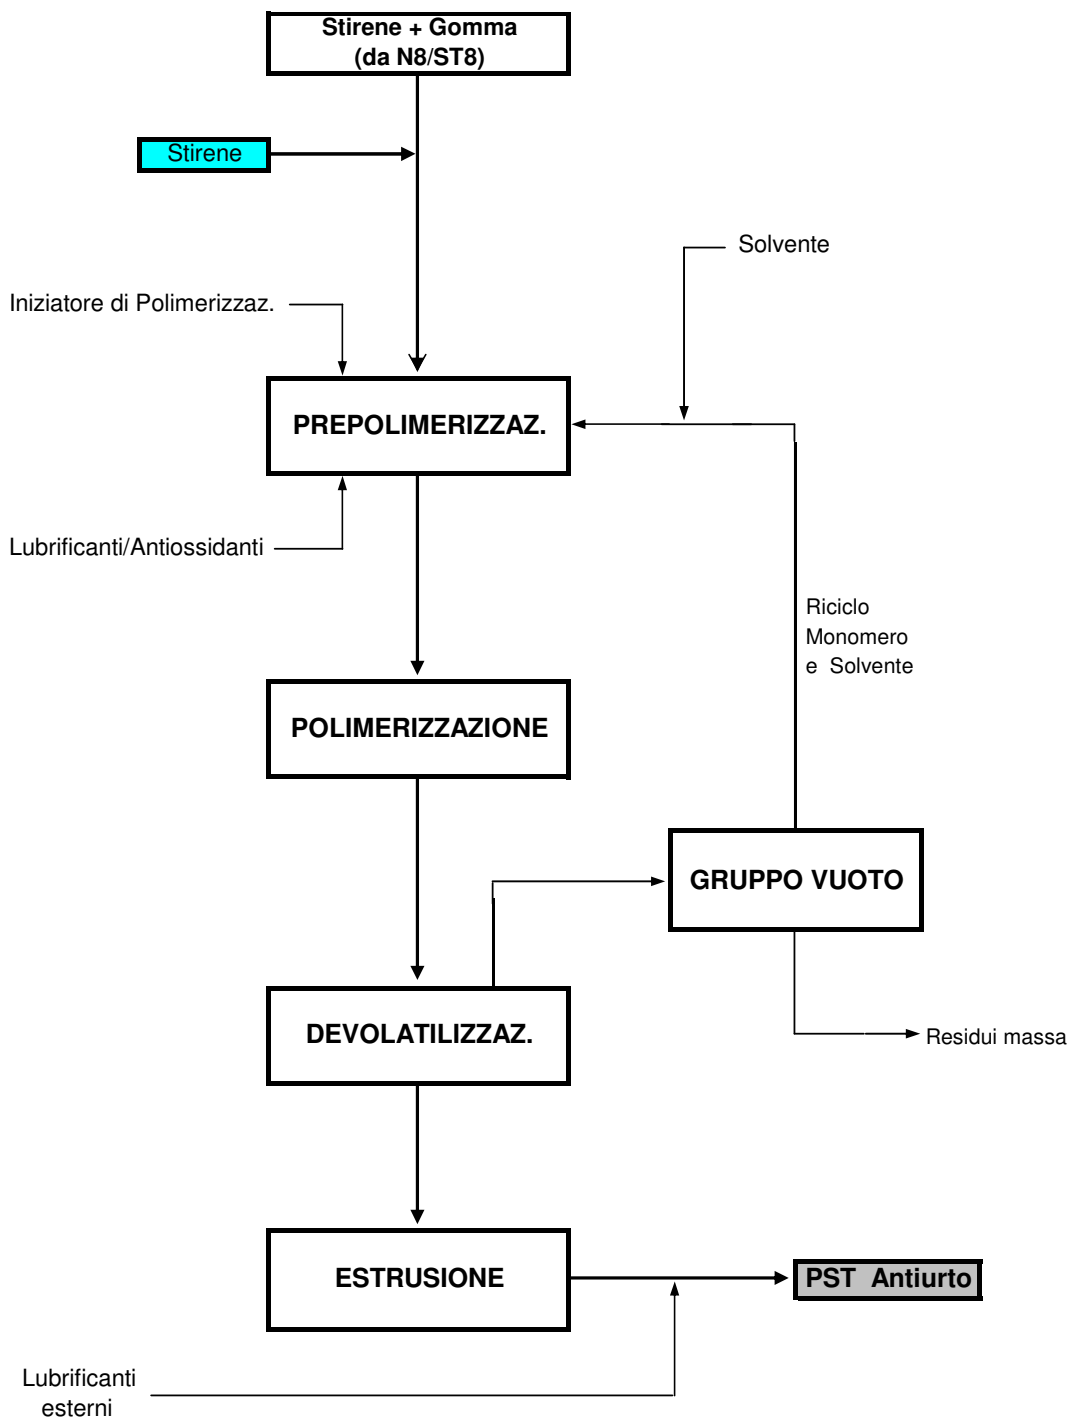 Stirene + Gomma
(da N8/ST8)
Stirene
Solvente
Iniziatore di Polimerizzaz.
PREPOLIMERIZZAZ.
Lubrificanti/Antiossidanti
Riciclo
Monomero
e Solvente
POLIMERIZZAZIONE
GRUPPO VUOTO
DEVOLATILIZZAZ.
Residui massa
ESTRUSIONE
PST Antiurto
Lubrificanti
esterni